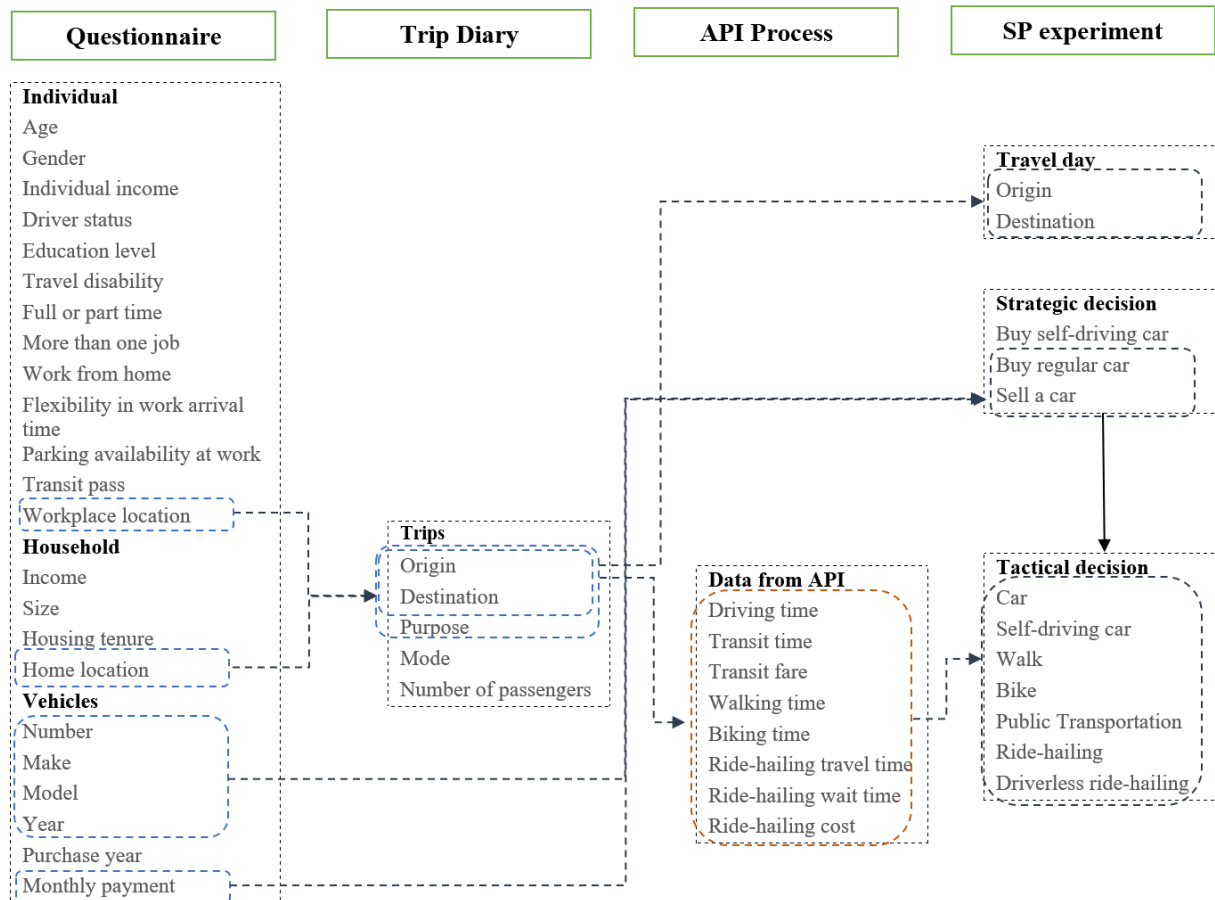 Questionnaire
Trip Diary
API Process
SP experiment
Individual
Age
Gender
Individual income
Driver status
Education level
Travel disability
Full or part time
More than one job
Work from home
Flexibility in work arrival
time
Parking availability at work
Transit pass
Workplace location
Household
Income
Size
Housing tenure
Home location
Vehicles
Number
Make
Model
Year
Purchase year
Monthly payment
Trips
Origin
Destination
Purpose
Mode
Number of passengers
Data from API
Driving time
Transit time
Transit fare
Walking time
Biking time
Ride-hailing travel time
Ride-hailing wait time
Ride-hailing cost
Travel day
Origin
Destination
Strategic decision
Buy self-driving car
Buy regular car
Sell a car
Tactical decision
Car
Self-driving car
Walk
Bike
Public Transportation
Ride-hailing
Driverless ride-hailing